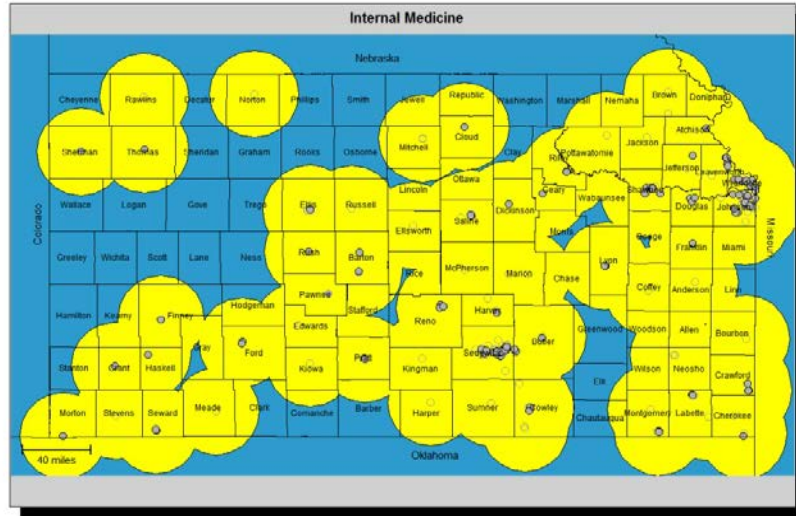 Internal Medicine
Nebraska
Cheyenne Rawlins Decatur Norton Phillips Smith Jewell Republic Washington Marshall Nemaha Brown Doniphan
Sherman Thomas Sheridan Graham Rooks Osborne Mitchell Cloud Clay Riley Pottawatomie Jackson Atchison
Jefferson Leavenworth
Wallace Logan Gove Trego Ellis Russell Lincoln Ottawa Saline Dickinson Geary Wabaunsee Shawnee Douglas Johnson
Colorado
Greeley Wichita Scott Lane Ness Rush Barton Ellsworth Rice McPherson Marion Morris Chase Lyon Osage Franklin Miami
Missouri
Hamilton Kearny Finney Hodgeman Pawnee Stafford Reno Harvey Coffey Anderson Linn
Stanton Grant Haskell Gray Ford Edwards Kiowa Pratt Kingman Sedgwick Butler Greenwood Woodson Allen Bourbon
Elk Wilson Neosho Crawford
Morton Stevens Seward Meade Clark Comanche Barber Harper Sumner Cowley Chautauqua Montgomery Labette Cherokee
40 miles
Oklahoma